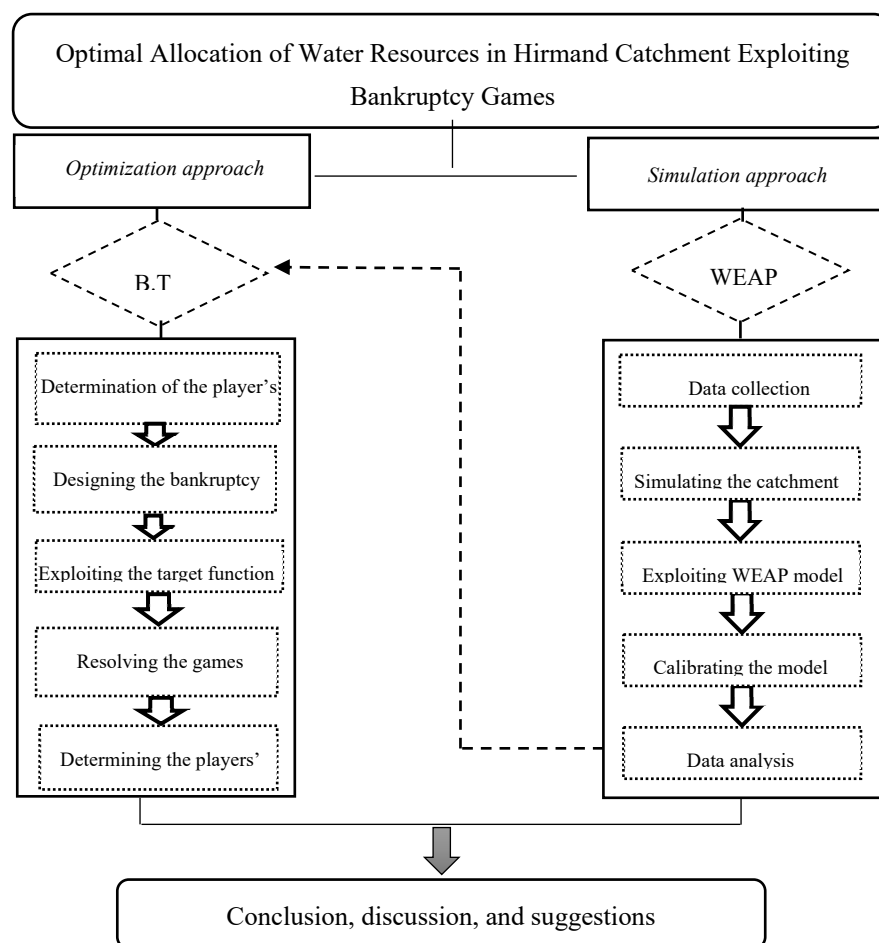 Optimal Allocation of Water Resources in Hirmand Catchment Exploiting
Bankruptcy Games
Optimization approach
Simulation approach
B.T
WEAP
Determination of the player's
Designing the bankruptcy
Exploiting the target function
Resolving the games
Determining the players'
Data collection
Simulating the catchment
Exploiting WEAP model
Calibrating the model
Data analysis
Conclusion, discussion, and suggestions